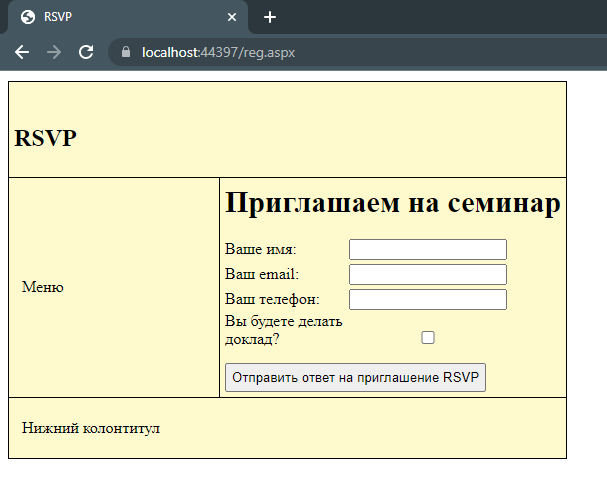 RSVP
localhost:44397/reg.aspx
RSVP
Приглашаем на семинар
Ваше имя:
Ваш email:
Меню
Ваш телефон:
Вы будете делать
доклад?
Отправить ответ на приглашение RSVP
Нижний колонтитул